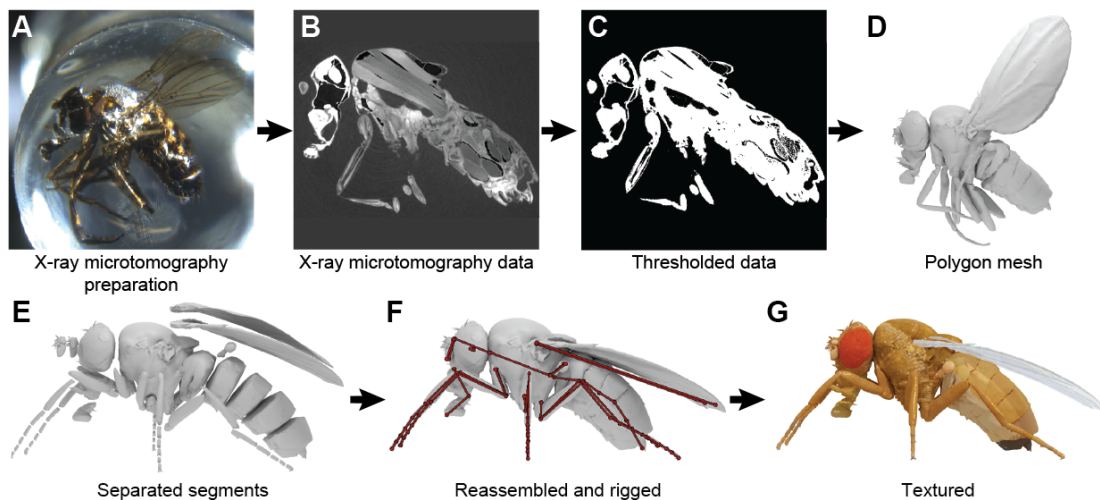 A
B
C
D
X-ray microtomography
preparation
X-ray microtomography data
Thresholded data
Polygon mesh
E
F
G
Separated segments
Reassembled and rigged
Textured